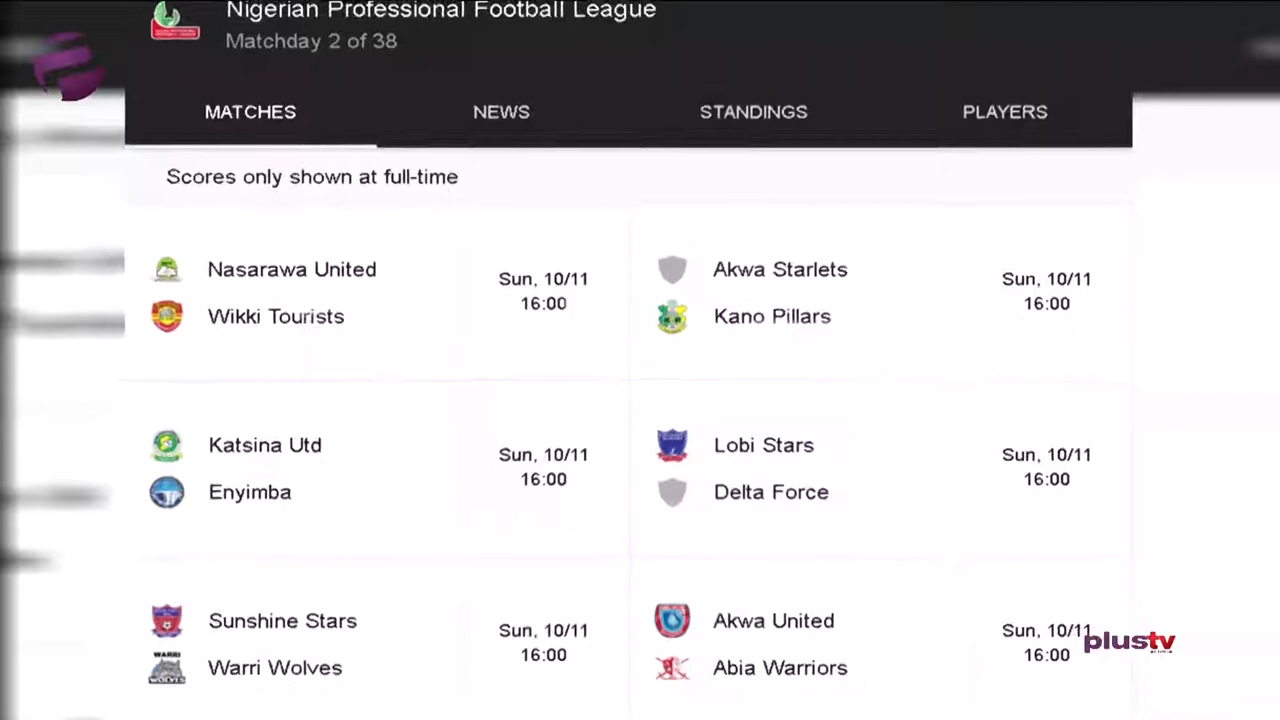 Nigerian Professional Football League
Matchday 2 of 38
MATCHES NEWS STANDINGS PLAYERS
Scores only shown at full-time
Nasarawa United
Wikki Tourists
Sun, 10/11
16:00
Akwa Starlets
Kano Pillars
Sun, 10/11
16:00
Katsina Utd
Enyimba
Sun, 10/11
16:00
Lobi Stars
Delta Force
Sun, 10/11
16:00
Sunshine Stars
WARRI
WOLVES
Warri Wolves
Sun, 10/11
16:00
Akwa United
Abia Warriors
Sun, 10/11
16:00
plustv